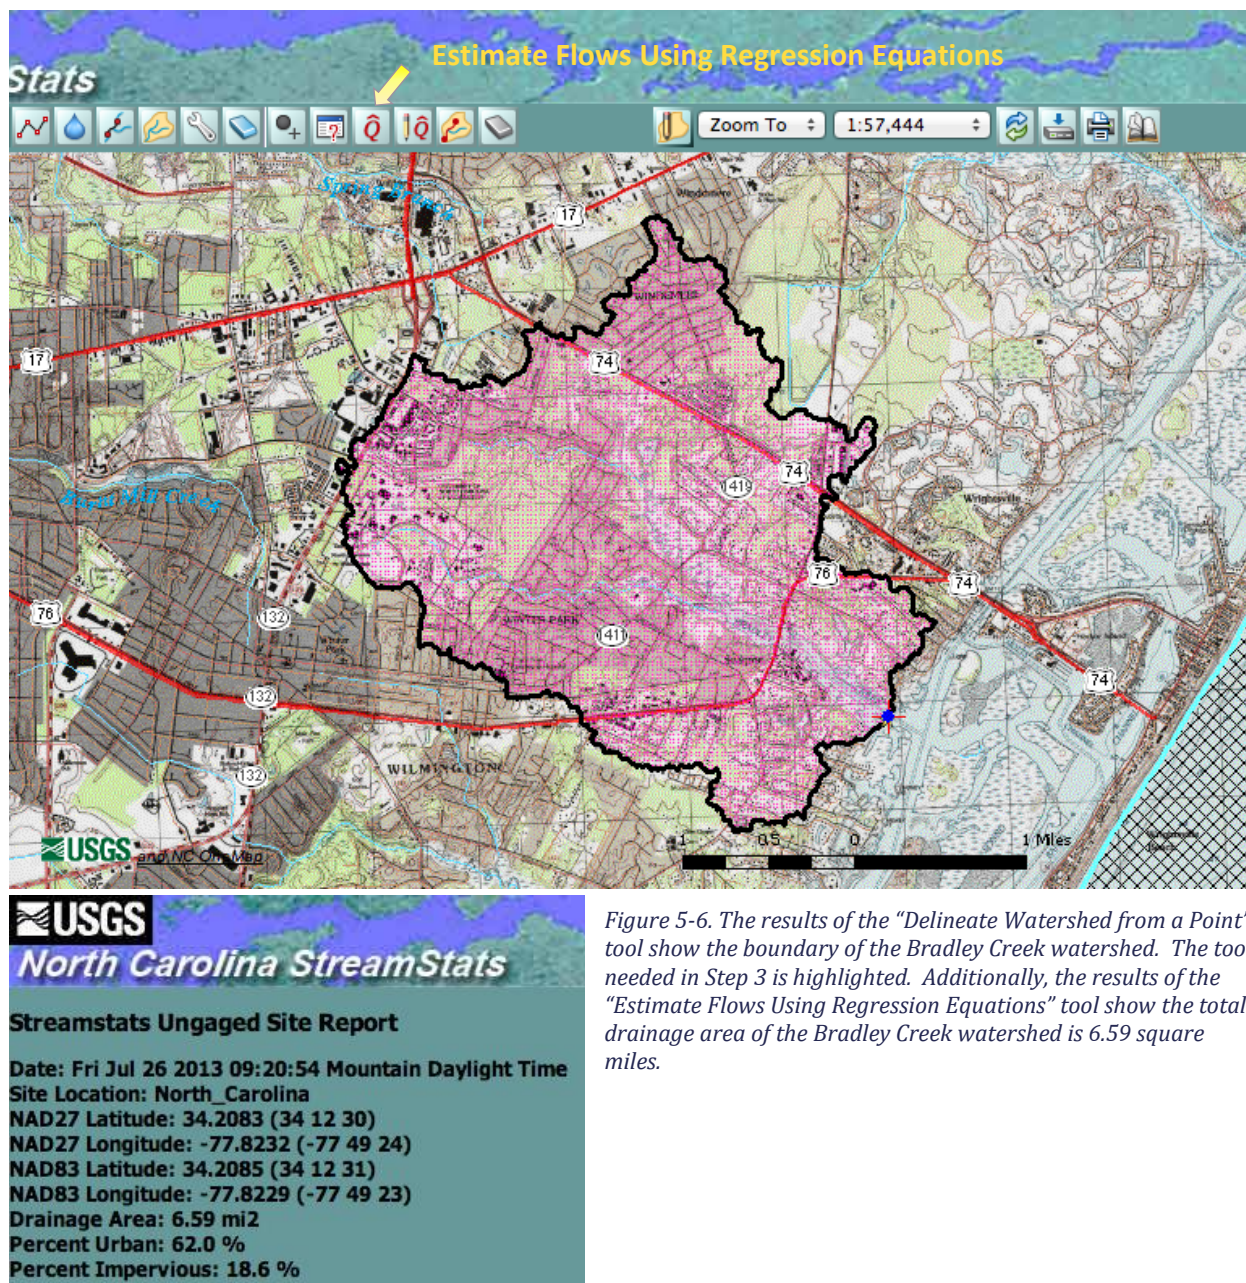 Estimate Flows Using Regression Equations
Stats
Q̂
Q̂
Zoom To
1:57,444
Spring Branch
Windemere
17
WINDEMERE
17
74
74
1419
Burnt Mill Creek
Wrightsville
76
74
76
132
WINTER PARK
1411
132
74
132
WILMINGTON
1
0.5
0
1 Miles
USGS and NC OneMap
USGS
North Carolina StreamStats
Streamstats Ungaged Site Report
Date: Fri Jul 26 2013 09:20:54 Mountain Daylight Time
Site Location: North_Carolina
NAD27 Latitude: 34.2083 (34 12 30)
NAD27 Longitude: -77.8232 (-77 49 24)
NAD83 Latitude: 34.2085 (34 12 31)
NAD83 Longitude: -77.8229 (-77 49 23)
Drainage Area: 6.59 mi2
Percent Urban: 62.0 %
Percent Impervious: 18.6 %
Figure 5-6. The results of the “Delineate Watershed from a Point”
tool show the boundary of the Bradley Creek watershed. The too
needed in Step 3 is highlighted. Additionally, the results of the
“Estimate Flows Using Regression Equations” tool show the total
drainage area of the Bradley Creek watershed is 6.59 square
miles.